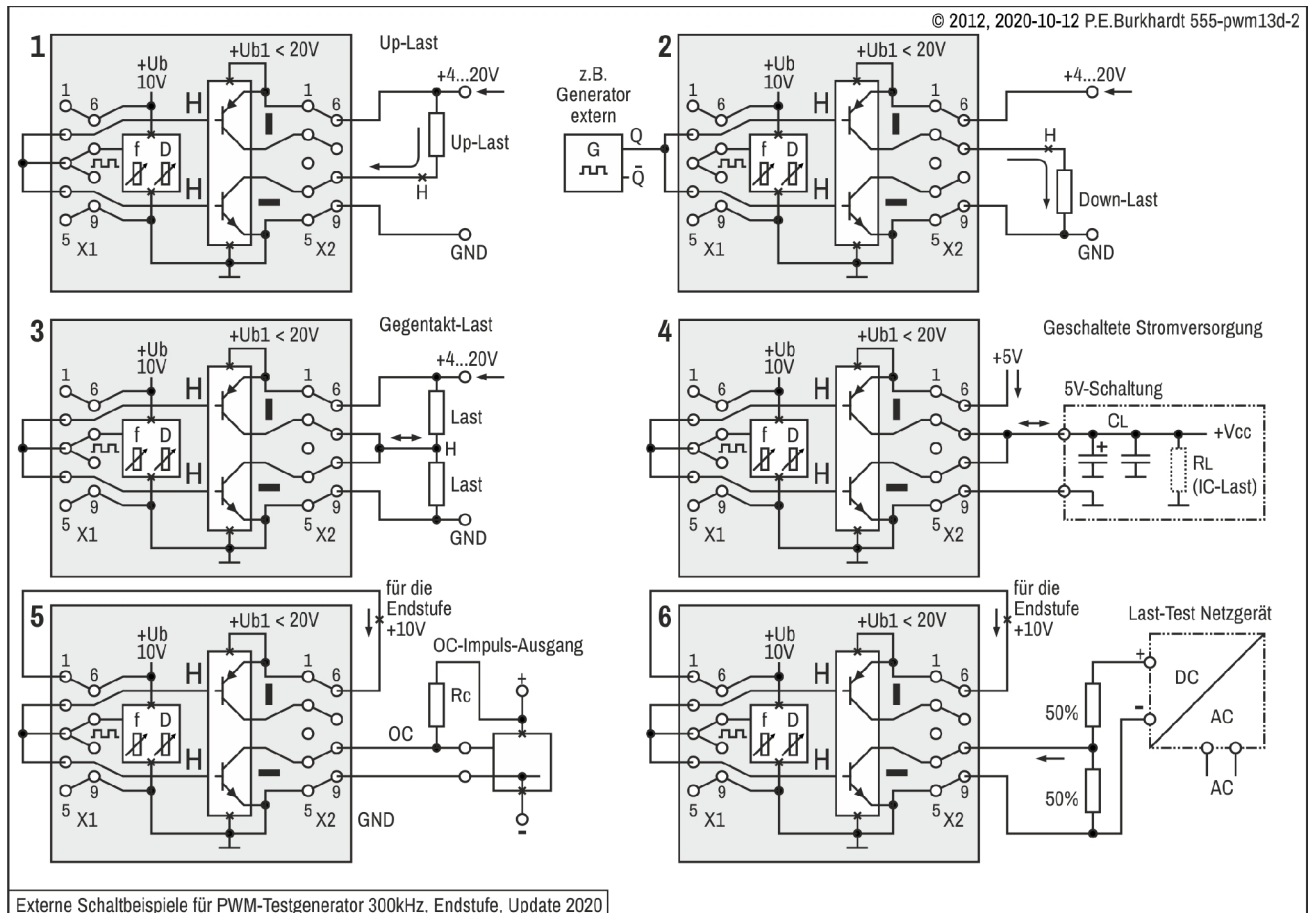 © 2012, 2020-10-12 P.E.Burkhardt 555-pwm13d-2
1
+Ub1 < 20V
Up-Last
+Ub
10V
1
6
H
1
6
+4...20V
f D
Up-Last
H
H
9
5
X1
9
5
X2
GND
2
z.B.
Generator
extern
G
Q
Q̅
+Ub1 < 20V
+Ub
10V
1
6
H
1
6
+4...20V
f D
H
H
Down-Last
9
5
X1
9
5
X2
GND
3
+Ub1 < 20V
Gegentakt-Last
+Ub
10V
1
6
H
1
6
+4...20V
Last
f D
H
H
Last
9
5
X1
9
5
X2
GND
4
+Ub1 < 20V
Geschaltete Stromversorgung
+Ub
10V
1
6
H
1
6
+5V
5V-Schaltung
CL
+Vcc
+
f D
H
RL
(IC-Last)
9
5
X1
9
5
X2
5
+Ub1 < 20V
für die
Endstufe
+10V
+Ub
10V
OC-Impuls-Ausgang
1
6
H
1
6
Rc
+
f D
H
OC
9
5
X1
9
5
X2
GND
-
6
+Ub1 < 20V
für die
Endstufe
+10V
Last-Test Netzgerät
+Ub
10V
1
6
H
1
6
+
DC
50%
-
AC
f D
H
50%
AC
9
5
X1
9
5
X2
Externe Schaltbeispiele für PWM-Testgenerator 300kHz, Endstufe, Update 2020